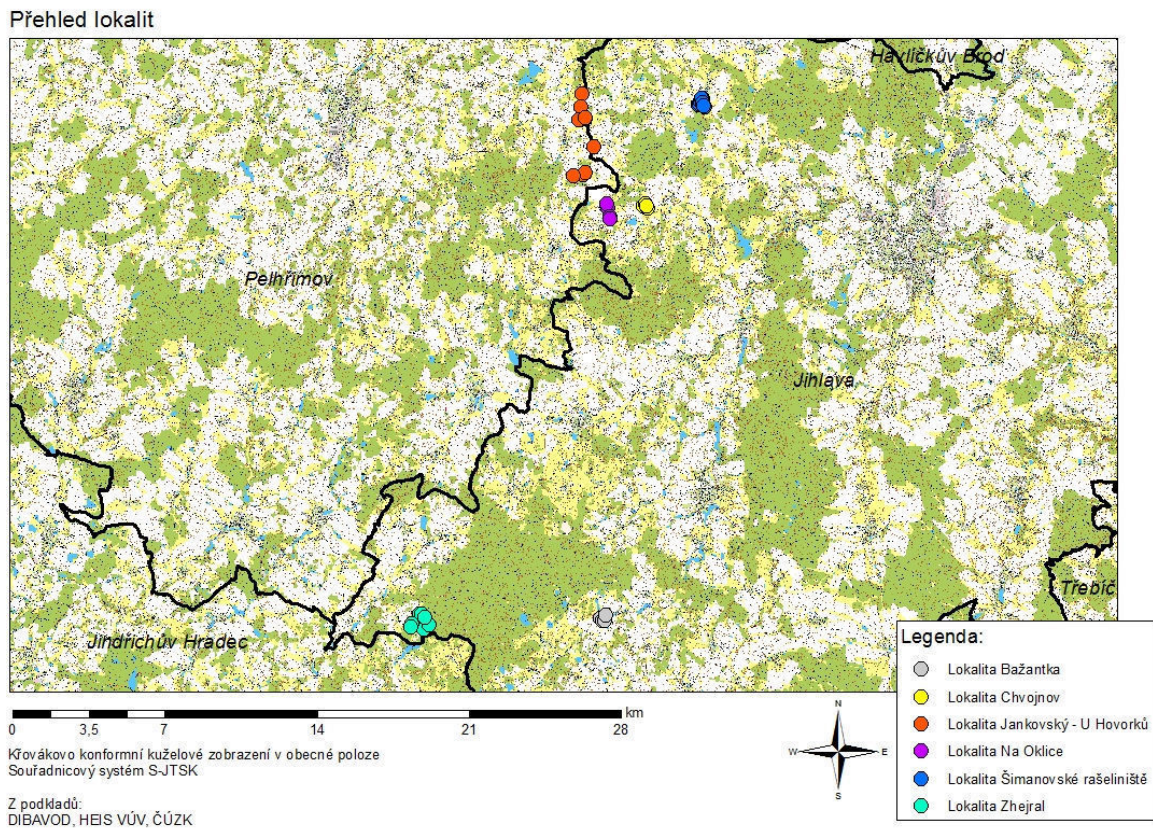 Přehled lokalit
Havlíčkův Brod
Pelhřimov
Jihlava
Třebíč
Jindřichův Hradec
Legenda:
Lokalita Bažantka
Lokalita Chvojnov
Lokalita Jankovský - U Hovorků
Lokalita Na Oklice
Lokalita Šimanovské rašeliniště
Lokalita Zhejral
km
0 3,5 7 14 21 28
N
W E
S
Křovákovo konformní kuželové zobrazení v obecné poloze
Souřadnicový systém S-JTSK
Z podkladů:
DIBAVOD, HEIS VÚV, ČÚZK